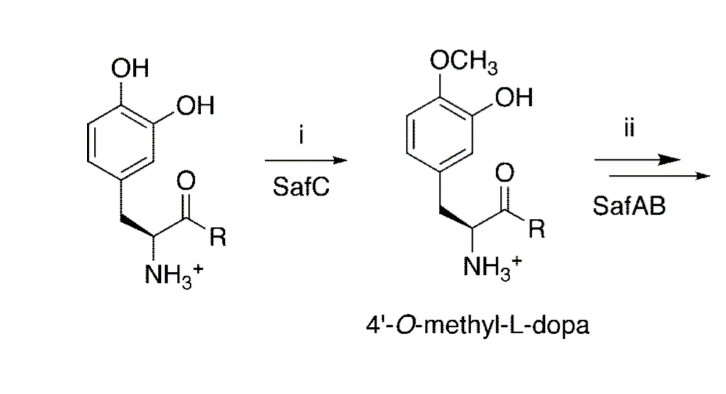 OH
OH
O
R
NH₃⁺
i
SafC
OCH₃
OH
O
R
NH₃⁺
4'-O-methyl-L-dopa
ii
SafAB